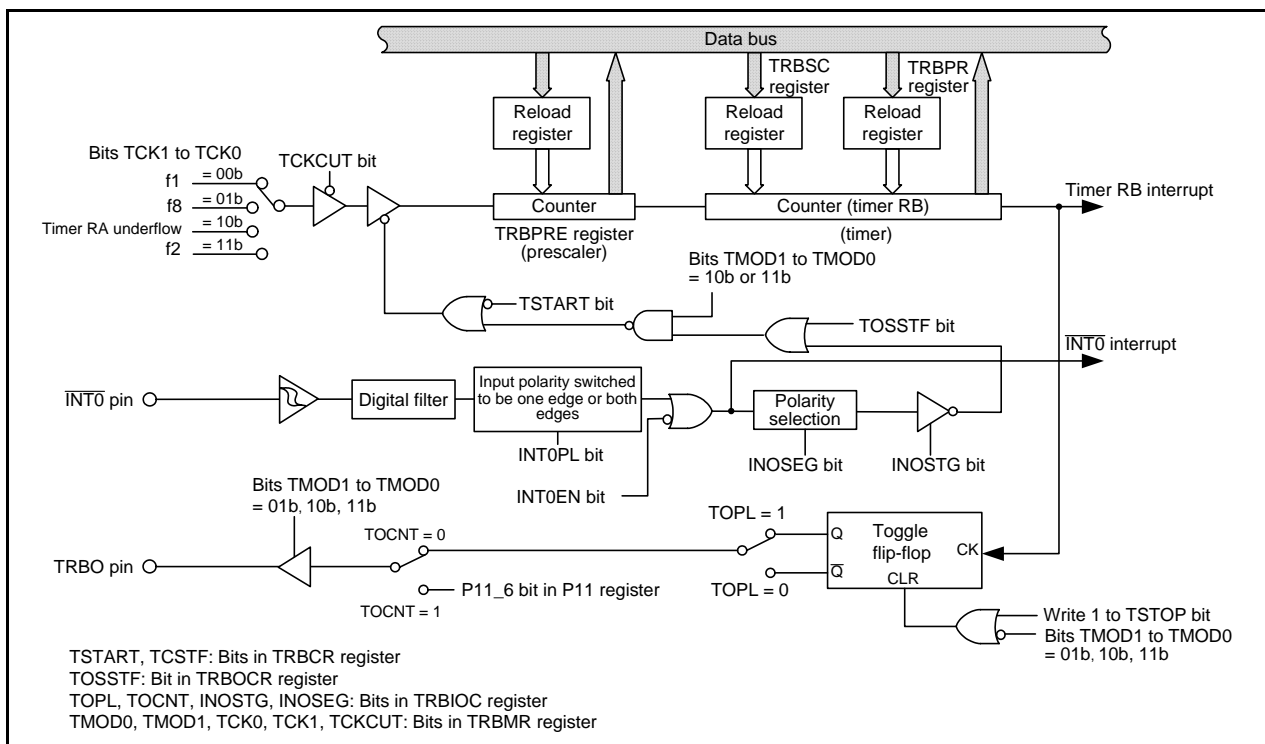 Data bus
TRBSC
register
TRBPR
register
Reload
register
Reload
register
Reload
register
Bits TCK1 to TCK0
TCKCUT bit
f1
= 00b
f8
= 01b
Timer RA underflow
= 10b
f2
= 11b
Counter
Counter (timer RB)
Timer RB interrupt
TRBPRE register
(prescaler)
(timer)
Bits TMOD1 to TMOD0
= 10b or 11b
TSTART bit
TOSSTF bit
INT0 interrupt
INT0 pin
Digital filter
Input polarity switched
to be one edge or both
edges
Polarity
selection
INT0PL bit
INOSEG bit
INOSTG bit
INT0EN bit
Bits TMOD1 to TMOD0
= 01b, 10b, 11b
TOPL = 1
TOCNT = 0
Q
Toggle
flip-flop
CK
TRBO pin
Q
CLR
P11_6 bit in P11 register
TOPL = 0
TOCNT = 1
Write 1 to TSTOP bit
Bits TMOD1 to TMOD0
= 01b, 10b, 11b
TSTART, TCSTF: Bits in TRBCR register
TOSSTF: Bit in TRBOCR register
TOPL, TOCNT, INOSTG, INOSEG: Bits in TRBIOC register
TMOD0, TMOD1, TCK0, TCK1, TCKCUT: Bits in TRBMR register